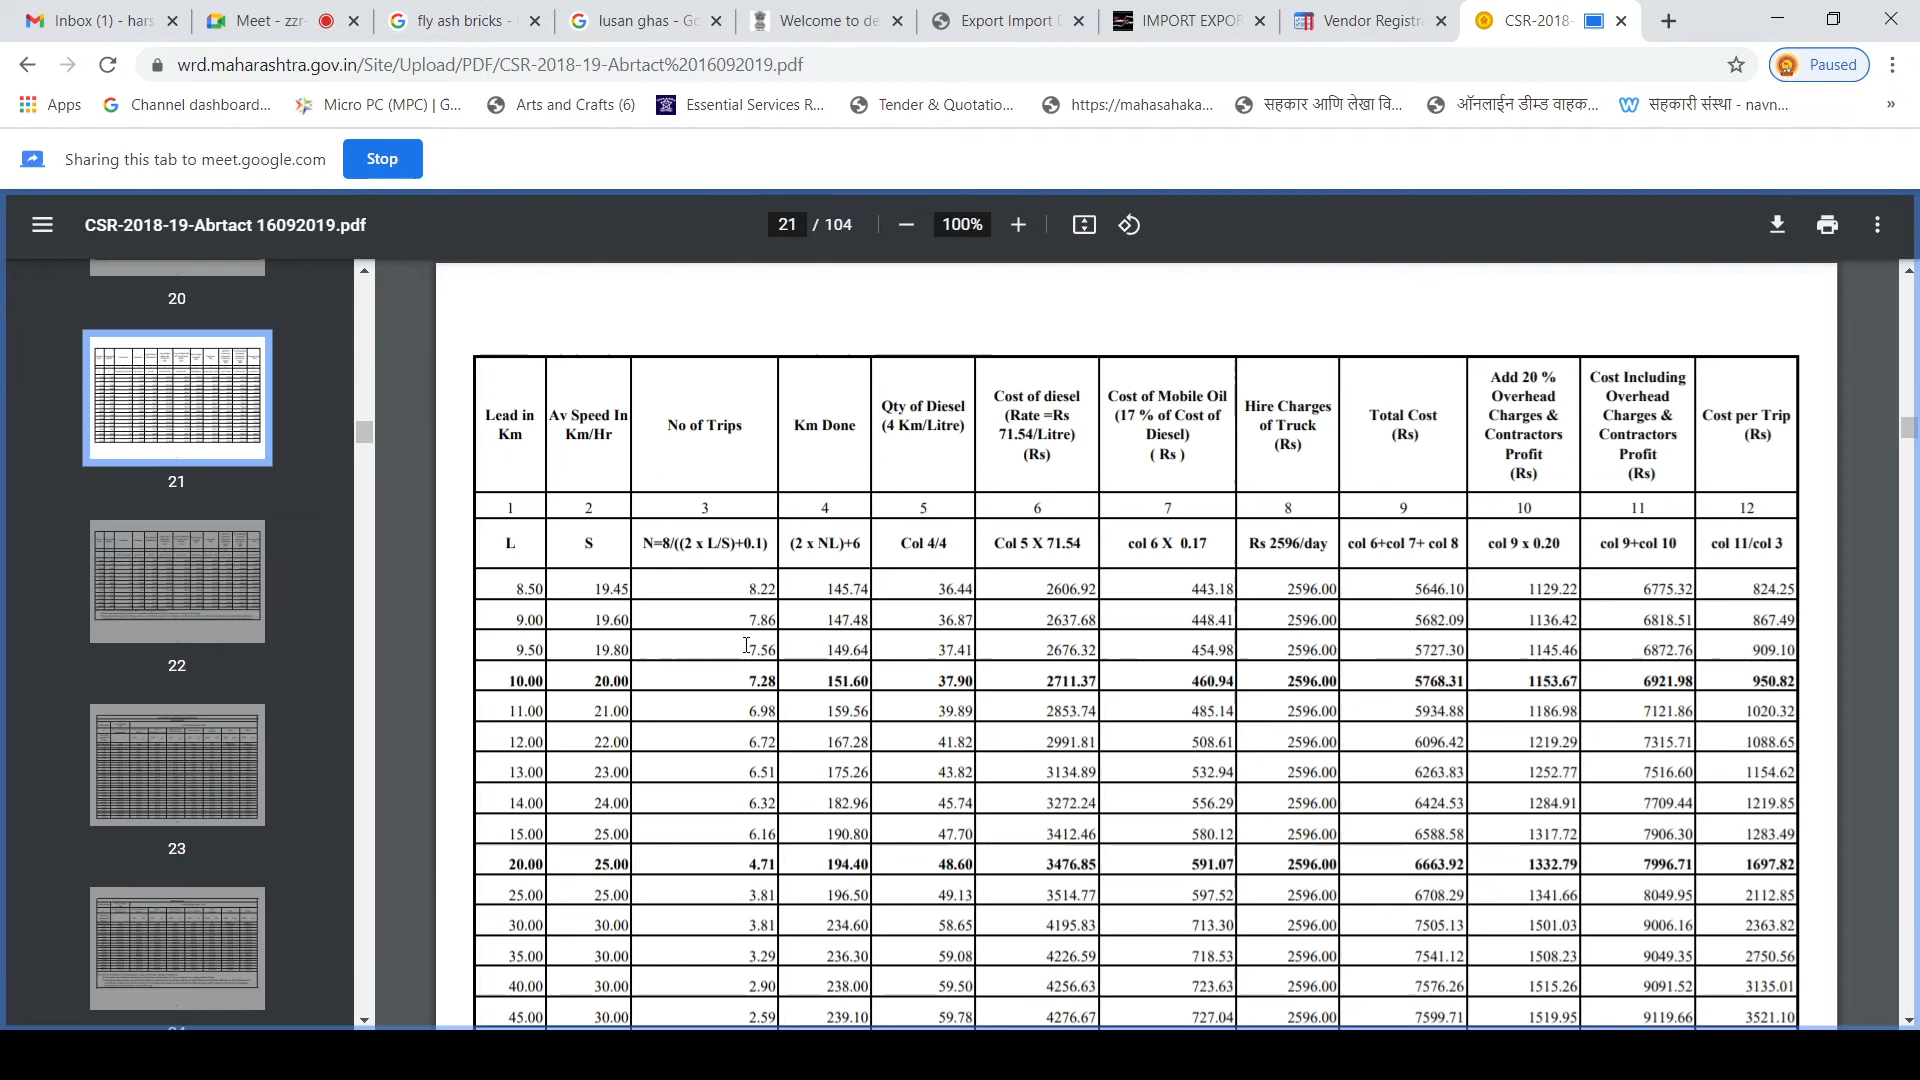 Inbox (1) - hars
Meet - zzr-
fly ash bricks -
lusan ghas - Go
Welcome to de
Export Import D
IMPORT EXPOR
Vendor Registra
CSR-2018-
wrd.maharashtra.gov.in/Site/Upload/PDF/CSR-2018-19-Abrtact%2016092019.pdf
Paused
Apps
Channel dashboard...
Micro PC (MPC) | G...
Arts and Crafts (6)
Essential Services R...
Tender & Quotatio...
https://mahasahaka...
सहकार आणि लेखा वि...
ऑनलाईन डीम्ड वाहक...
सहकारी संस्था - navn...
»
Sharing this tab to meet.google.com
Stop
CSR-2018-19-Abrtact 16092019.pdf
21 / 104
100%
20
21
22
23
Lead in Km
Av Speed In Km/Hr
No of Trips
Km Done
Qty of Diesel (4 Km/Litre)
Cost of diesel (Rate =Rs 71.54/Litre) (Rs)
Cost of Mobile Oil (17 % of Cost of Diesel) ( Rs )
Hire Charges of Truck (Rs)
Total Cost (Rs)
Add 20 % Overhead Charges & Contractors Profit (Rs)
Cost Including Overhead Charges & Contractors Profit (Rs)
Cost per Trip (Rs)
1 2 3 4 5 6 7 8 9 10 11 12
L S N=8/((2 x L/S)+0.1) (2 x NL)+6 Col 4/4 Col 5 X 71.54 col 6 X 0.17 Rs 2596/day col 6+col 7+ col 8 col 9 x 0.20 col 9+col 10 col 11/col 3
8.50 19.45 8.22 145.74 36.44 2606.92 443.18 2596.00 5646.10 1129.22 6775.32 824.25
9.00 19.60 7.86 147.48 36.87 2637.68 448.41 2596.00 5682.09 1136.42 6818.51 867.49
9.50 19.80 7.56 149.64 37.41 2676.32 454.98 2596.00 5727.30 1145.46 6872.76 909.10
10.00 20.00 7.28 151.60 37.90 2711.37 460.94 2596.00 5768.31 1153.67 6921.98 950.82
11.00 21.00 6.98 159.56 39.89 2853.74 485.14 2596.00 5934.88 1186.98 7121.86 1020.32
12.00 22.00 6.72 167.28 41.82 2991.81 508.61 2596.00 6096.42 1219.29 7315.71 1088.65
13.00 23.00 6.51 175.26 43.82 3134.89 532.94 2596.00 6263.83 1252.77 7516.60 1154.62
14.00 24.00 6.32 182.96 45.74 3272.24 556.29 2596.00 6424.53 1284.91 7709.44 1219.85
15.00 25.00 6.16 190.80 47.70 3412.46 580.12 2596.00 6588.58 1317.72 7906.30 1283.49
20.00 25.00 4.71 194.40 48.60 3476.85 591.07 2596.00 6663.92 1332.79 7996.71 1697.82
25.00 25.00 3.81 196.50 49.13 3514.77 597.52 2596.00 6708.29 1341.66 8049.95 2112.85
30.00 30.00 3.81 234.60 58.65 4195.83 713.30 2596.00 7505.13 1501.03 9006.16 2363.82
35.00 30.00 3.29 236.30 59.08 4226.59 718.53 2596.00 7541.12 1508.23 9049.35 2750.56
40.00 30.00 2.90 238.00 59.50 4256.63 723.63 2596.00 7576.26 1515.26 9091.52 3135.01
45.00 30.00 2.59 239.10 59.78 4276.67 727.04 2596.00 7599.71 1519.95 9119.66 3521.10